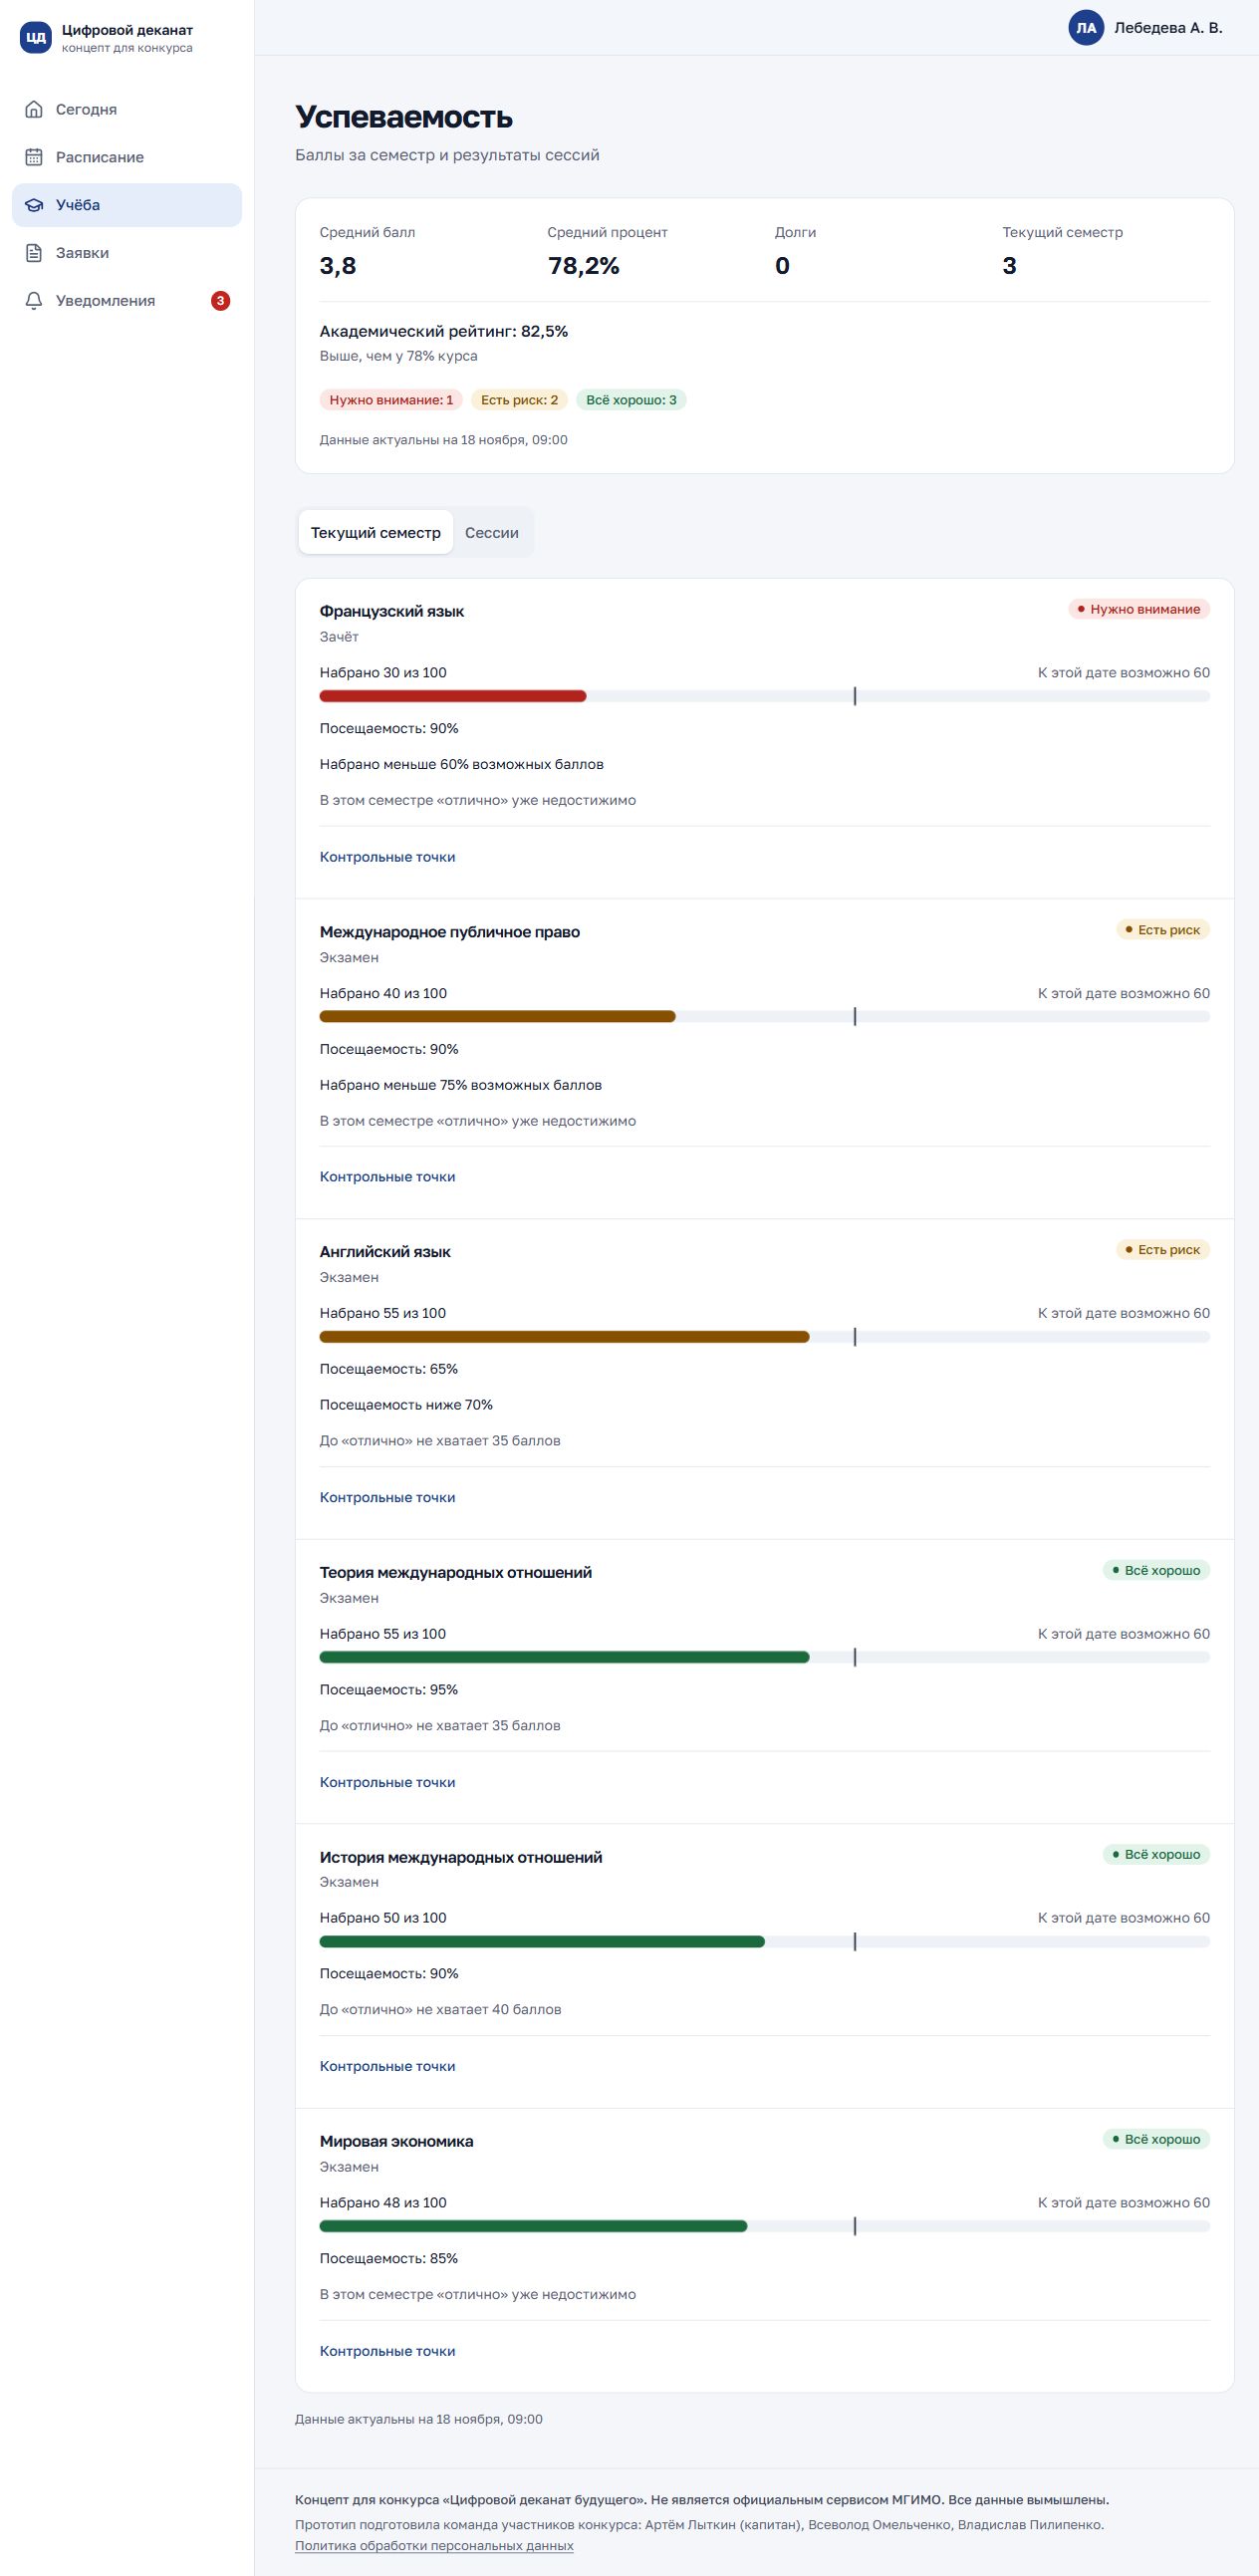 ЦД
Цифровой деканат
концепт для конкурса
ЛА
Лебедева А. В.
Сегодня
Расписание
Учёба
Заявки
Уведомления
3
Успеваемость
Баллы за семестр и результаты сессий
Средний балл
3,8
Средний процент
78,2%
Долги
0
Текущий семестр
3
Академический рейтинг: 82,5%
Выше, чем у 78% курса
Нужно внимание: 1
Есть риск: 2
Всё хорошо: 3
Данные актуальны на 18 ноября, 09:00
Текущий семестр
Сессии
Французский язык
Нужно внимание
Зачёт
Набрано 30 из 100
К этой дате возможно 60
Посещаемость: 90%
Набрано меньше 60% возможных баллов
В этом семестре «отлично» уже недостижимо
Контрольные точки
Международное публичное право
Есть риск
Экзамен
Набрано 40 из 100
К этой дате возможно 60
Посещаемость: 90%
Набрано меньше 75% возможных баллов
В этом семестре «отлично» уже недостижимо
Контрольные точки
Английский язык
Есть риск
Экзамен
Набрано 55 из 100
К этой дате возможно 60
Посещаемость: 65%
Посещаемость ниже 70%
До «отлично» не хватает 35 баллов
Контрольные точки
Теория международных отношений
Всё хорошо
Экзамен
Набрано 55 из 100
К этой дате возможно 60
Посещаемость: 95%
До «отлично» не хватает 35 баллов
Контрольные точки
История международных отношений
Всё хорошо
Экзамен
Набрано 50 из 100
К этой дате возможно 60
Посещаемость: 90%
До «отлично» не хватает 40 баллов
Контрольные точки
Мировая экономика
Всё хорошо
Экзамен
Набрано 48 из 100
К этой дате возможно 60
Посещаемость: 85%
В этом семестре «отлично» уже недостижимо
Контрольные точки
Данные актуальны на 18 ноября, 09:00
Концепт для конкурса «Цифровой деканат будущего». Не является официальным сервисом МГИМО. Все данные вымышлены.
Прототип подготовила команда участников конкурса: Артём Лыткин (капитан), Всеволод Омельченко, Владислав Пилипенко.
Политика обработки персональных данных